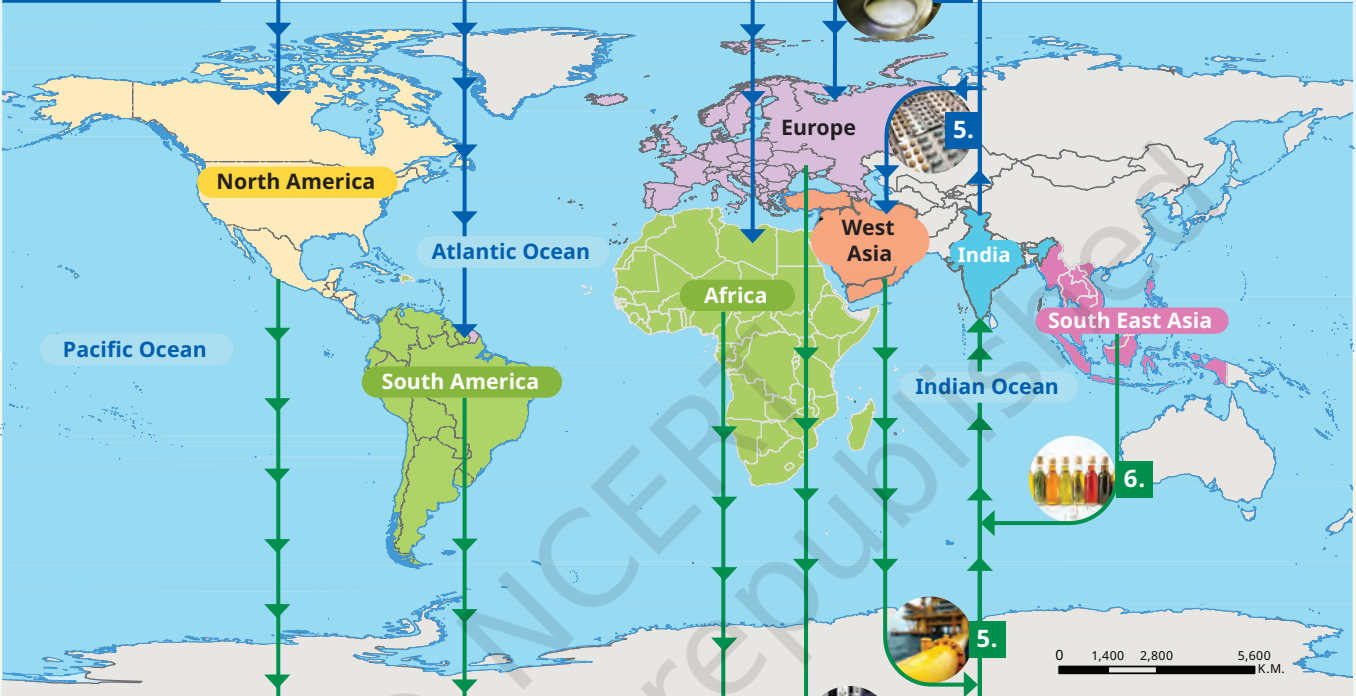 Europe
5.
North America
West
Asia
Atlantic Ocean
India
Africa
South East Asia
Pacific Ocean
South America
Indian Ocean
6.
5.
0 1,400 2,800 5,600
K.M.
NCERT
republished